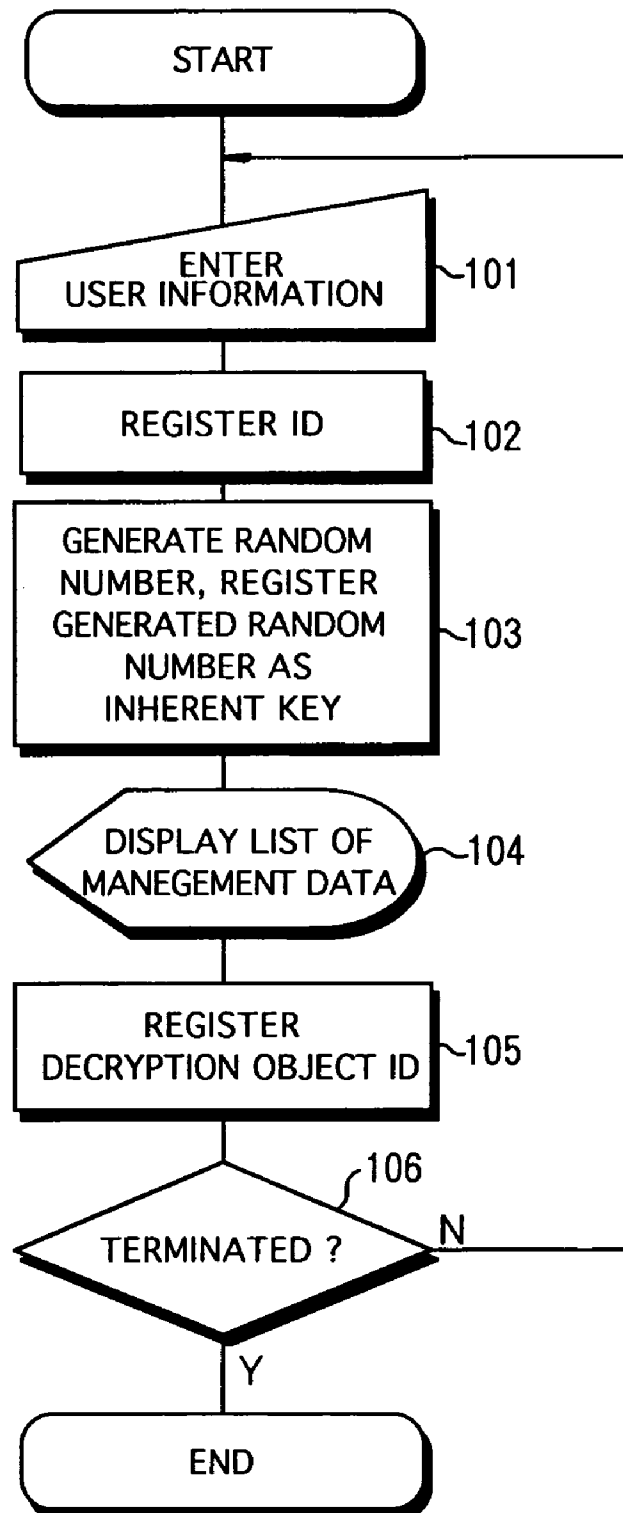 START
ENTER
USER INFORMATION
101
REGISTER ID
102
GENERATE RANDOM
NUMBER, REGISTER
GENERATED RANDOM
NUMBER AS
INHERENT KEY
103
DISPLAY LIST OF
MANEGEMENT DATA
104
REGISTER
DECRYPTION OBJECT ID
105
106
TERMINATED ?
N
Y
END